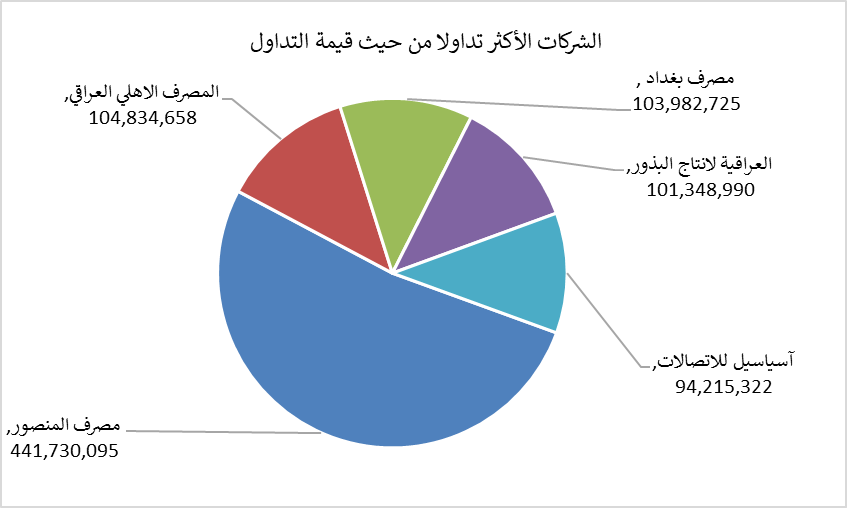 الشركات الأكثر تداولا من حيث قيمة التداول
مصرف بغداد ,
103,982,725
المصرف الاهلي العراقي,
104,834,658
العراقية لانتاج البذور,
101,348,990
آسياسيل للاتصالات,
94,215,322
مصرف المنصور,
441,730,095